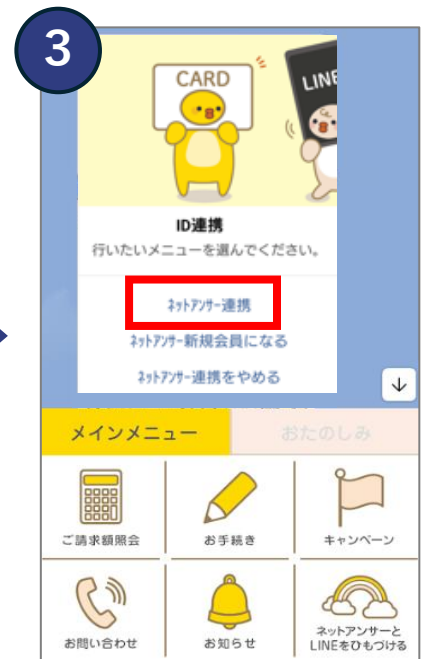 3
CARD
LINE
ID連携
行いたいメニューを選んでください。
ﾈｯﾄｱﾝｻｰ連携
ﾈｯﾄｱﾝｻｰ新規会員になる
ﾈｯﾄｱﾝｻｰ連携をやめる
メインメニュー
おたのしみ
ご請求額照会
お手続き
キャンペーン
お問い合わせ
お知らせ
ネットアンサーと
LINEをひもづける